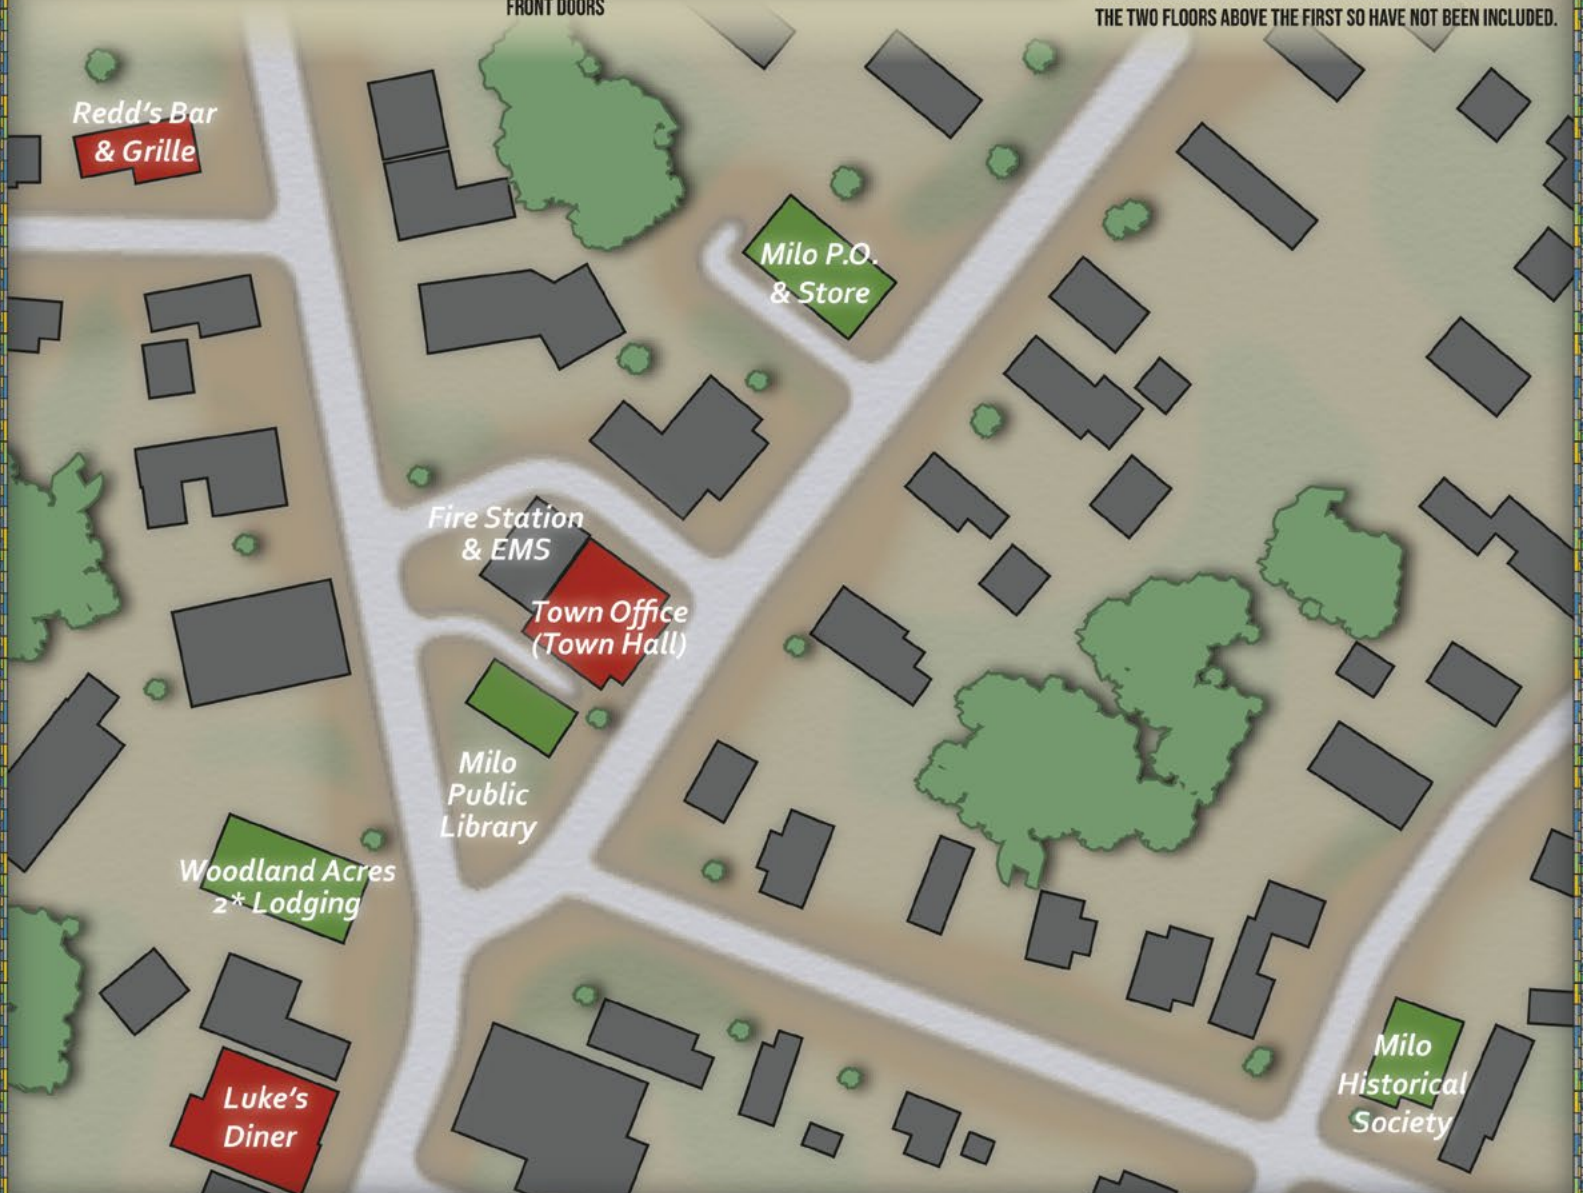 FRONT DOORS
THE TWO FLOORS ABOVE THE FIRST SO HAVE NOT BEEN INCLUDED.
Redd's Bar
& Grille
Milo P.O.
& Store
Fire Station
& EMS
Town Office
(Town Hall)
Milo
Public
Library
Woodland Acres
2* Lodging
Luke's
Diner
Milo
Historical
Society